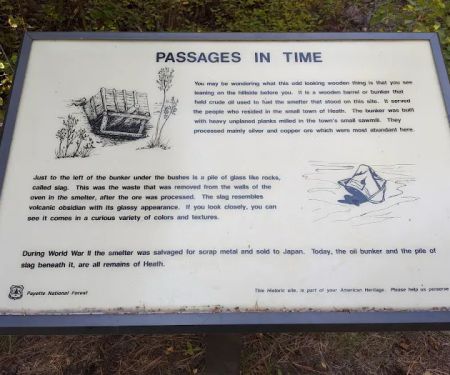 PASSAGES IN TIME
You may be wondering what this odd looking wooden thing is that you see
leaning on the hillside before you. It is a wooden barrel or bunker that
held crude oil used to fuel the smelter that stood on this site. It served
the people who resided in the small town of Heath. The bunker was built
with heavy unplaned planks milled in the town's small sawmill. They
processed mainly silver and copper ore which were most abundant here.
Just to the left of the bunker under the bushes is a pile of glass like rocks,
called slag. This was the waste that was removed from the walls of the
oven in the smelter, after the ore was processed. The slag resembles
volcanic obsidian with its glassy appearance. If you look closely, you can
see it comes in a curious variety of colors and textures.
During World War II the smelter was salvaged for scrap metal and sold to Japan. Today, the oil bunker and the pile of
slag beneath it, are all remains of Heath.
Payette National Forest
This historic site, is part of your American Heritage. Please help us preserve